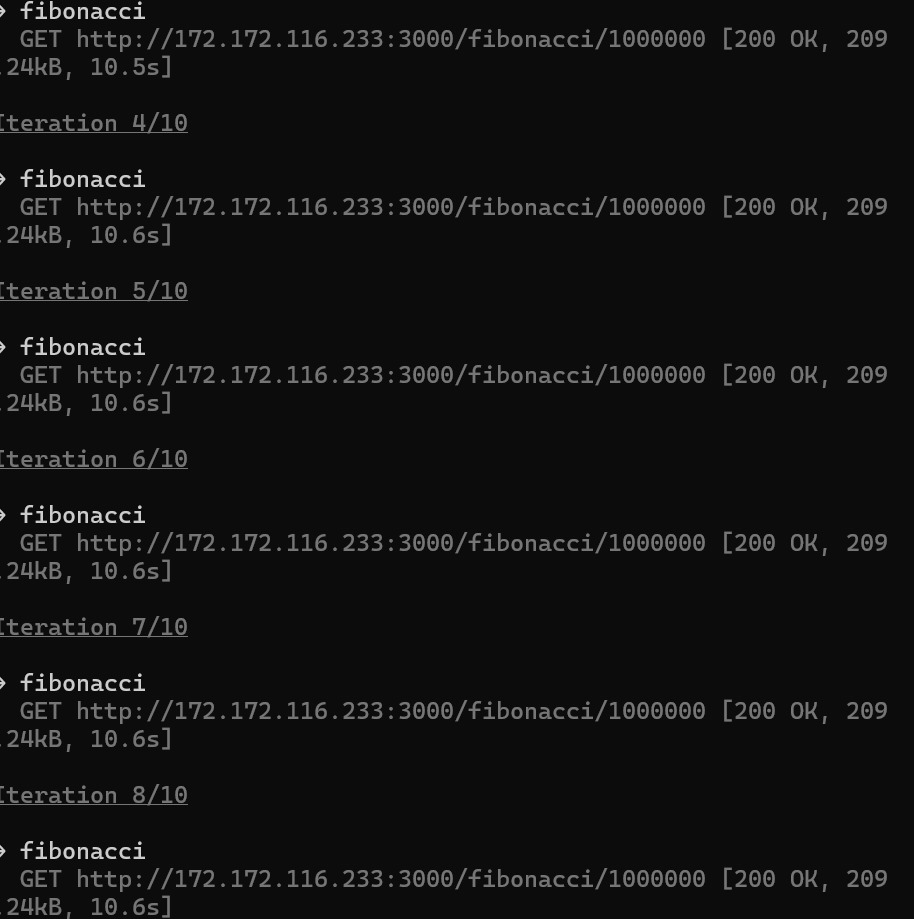 → fibonacci
GET http://172.172.116.233:3000/fibonacci/1000000 [200 OK, 209
.24kB, 10.5s]
Iteration 4/10
→ fibonacci
GET http://172.172.116.233:3000/fibonacci/1000000 [200 OK, 209
.24kB, 10.6s]
Iteration 5/10
→ fibonacci
GET http://172.172.116.233:3000/fibonacci/1000000 [200 OK, 209
.24kB, 10.6s]
Iteration 6/10
→ fibonacci
GET http://172.172.116.233:3000/fibonacci/1000000 [200 OK, 209
.24kB, 10.6s]
Iteration 7/10
→ fibonacci
GET http://172.172.116.233:3000/fibonacci/1000000 [200 OK, 209
.24kB, 10.6s]
Iteration 8/10
→ fibonacci
GET http://172.172.116.233:3000/fibonacci/1000000 [200 OK, 209
.24kB, 10.6s]